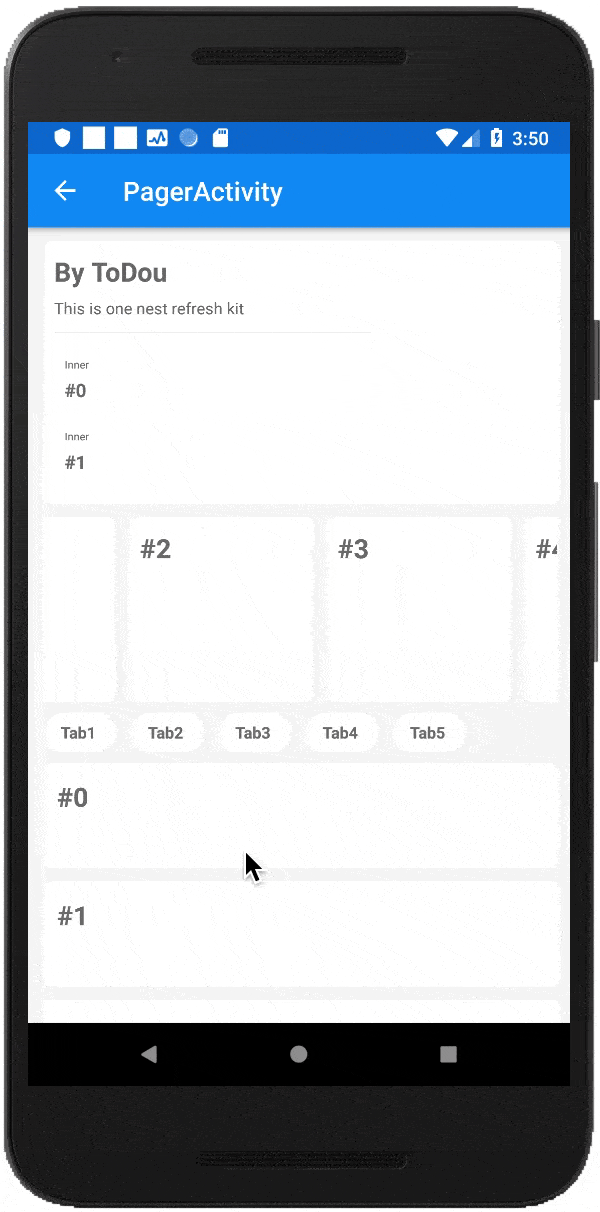 3:50
PagerActivity
By ToDou
This is one nest refresh kit
Inner
#0
Inner
#1
#2 #3 #4
Tab1 Tab2 Tab3 Tab4 Tab5
#0
#1